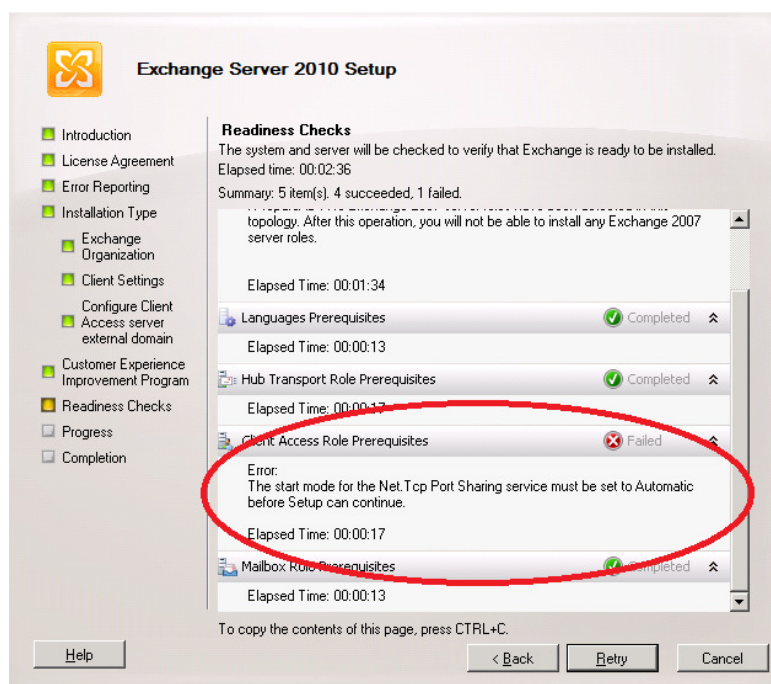 Exchange Server 2010 Setup
Introduction
License Agreement
Error Reporting
Installation Type
Exchange
Organization
Client Settings
Configure Client
Access server
external domain
Customer Experience
Improvement Program
Readiness Checks
Progress
Completion
Readiness Checks
The system and server will be checked to verify that Exchange is ready to be installed.
Elapsed time: 00:02:36
Summary: 5 item(s). 4 succeeded, 1 failed.
topology. After this operation, you will not be able to install any Exchange 2007
server roles.
Elapsed Time: 00:01:34
Languages Prerequisites Completed
Elapsed Time: 00:00:13
Hub Transport Role Prerequisites Completed
Elapsed Time: 00:00:17
Client Access Role Prerequisites Failed
Error:
The start mode for the Net.Tcp Port Sharing service must be set to Automatic
before Setup can continue.
Elapsed Time: 00:00:17
Mailbox Role Prerequisites Completed
Elapsed Time: 00:00:13
To copy the contents of this page, press CTRL+C.
Help
< Back
Retry
Cancel